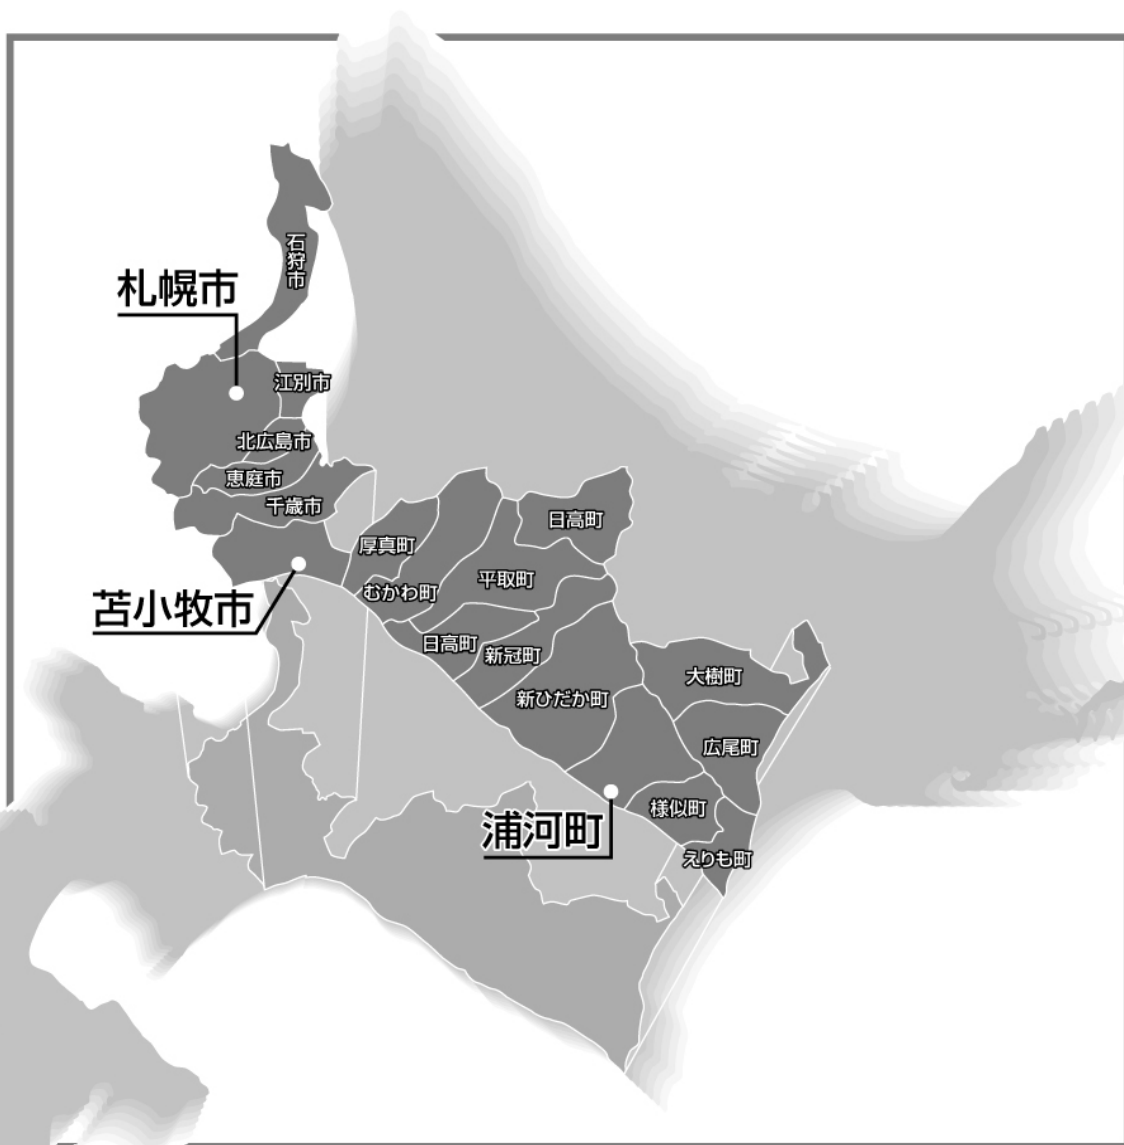 石狩市
札幌市
江別市
北広島市
恵庭市
千歳市
日高町
厚真町
平取町
むかわ町
苫小牧市
日高町
新冠町
大樹町
新ひだか町
広尾町
様似町
浦河町
えりも町